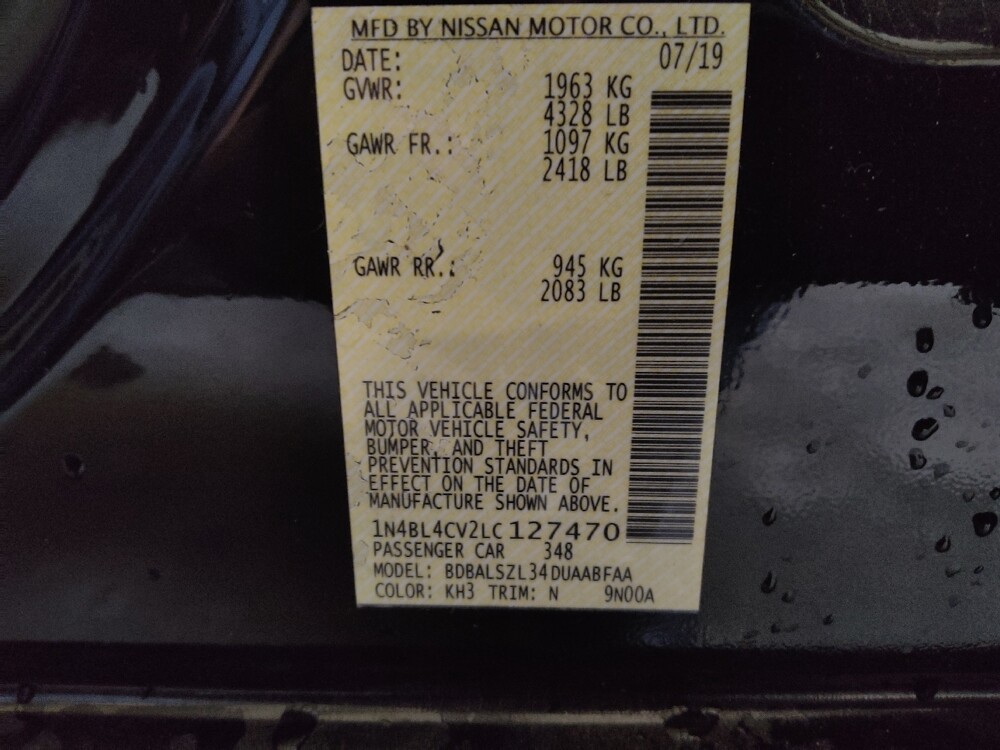 MFD BY NISSAN MOTOR CO., LTD.
DATE: 07/19
GVWR: 1963 KG
4328 LB
GAWR FR.: 1097 KG
2418 LB
GAWR RR.: 945 KG
2083 LB
THIS VEHICLE CONFORMS TO
ALL APPLICABLE FEDERAL
MOTOR VEHICLE SAFETY,
BUMPER, AND THEFT
PREVENTION STANDARDS IN
EFFECT ON THE DATE OF
MANUFACTURE SHOWN ABOVE.
1N4BL4CV2LC127470
PASSENGER CAR 348
MODEL: BDBALSZL34DUAABFAA
COLOR: KH3 TRIM: N 9N00A